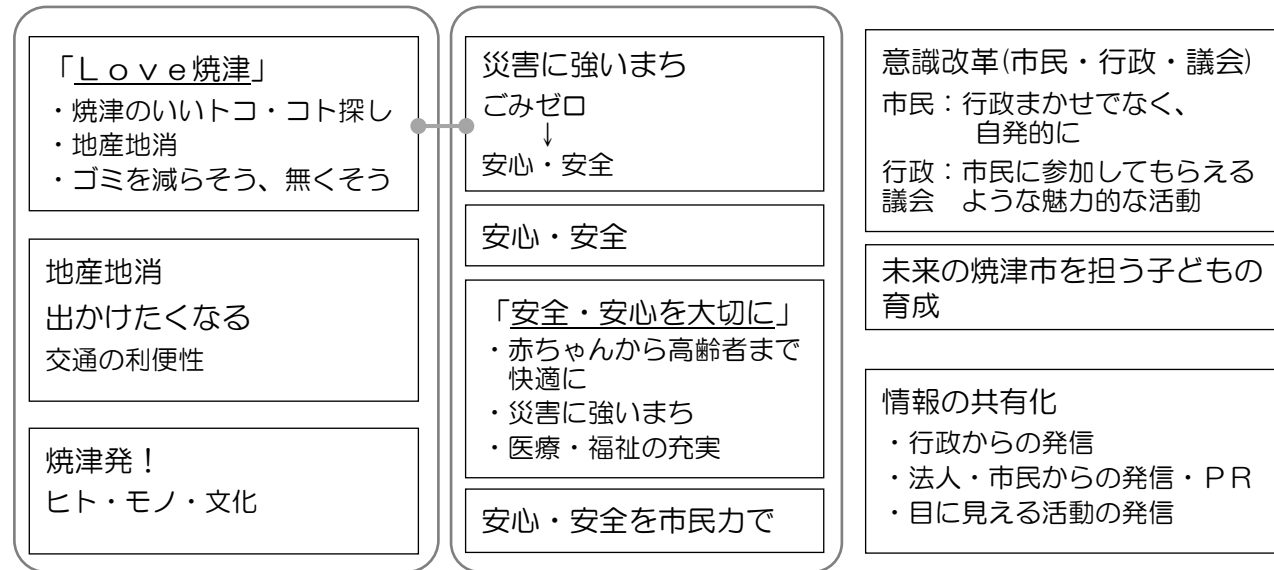 「Ｌｏｖｅ焼津」
・焼津のいいトコ・コト探し
・地産地消
・ゴミを減らそう、無くそう
地産地消
出かけたくなる
交通の利便性
焼津発！
ヒト・モノ・文化
災害に強いまち
ごみゼロ
↓
安心・安全
安心・安全
「安全・安心を大切に」
・赤ちゃんから高齢者まで
快適に
・災害に強いまち
・医療・福祉の充実
安心・安全を市民力で
意識改革(市民・行政・議会)
市民：行政まかせでなく、
自発的に
行政：市民に参加してもらえる
議会　ような魅力的な活動
未来の焼津市を担う子どもの
育成
情報の共有化
・行政からの発信
・法人・市民からの発信・ＰＲ
・目に見える活動の発信